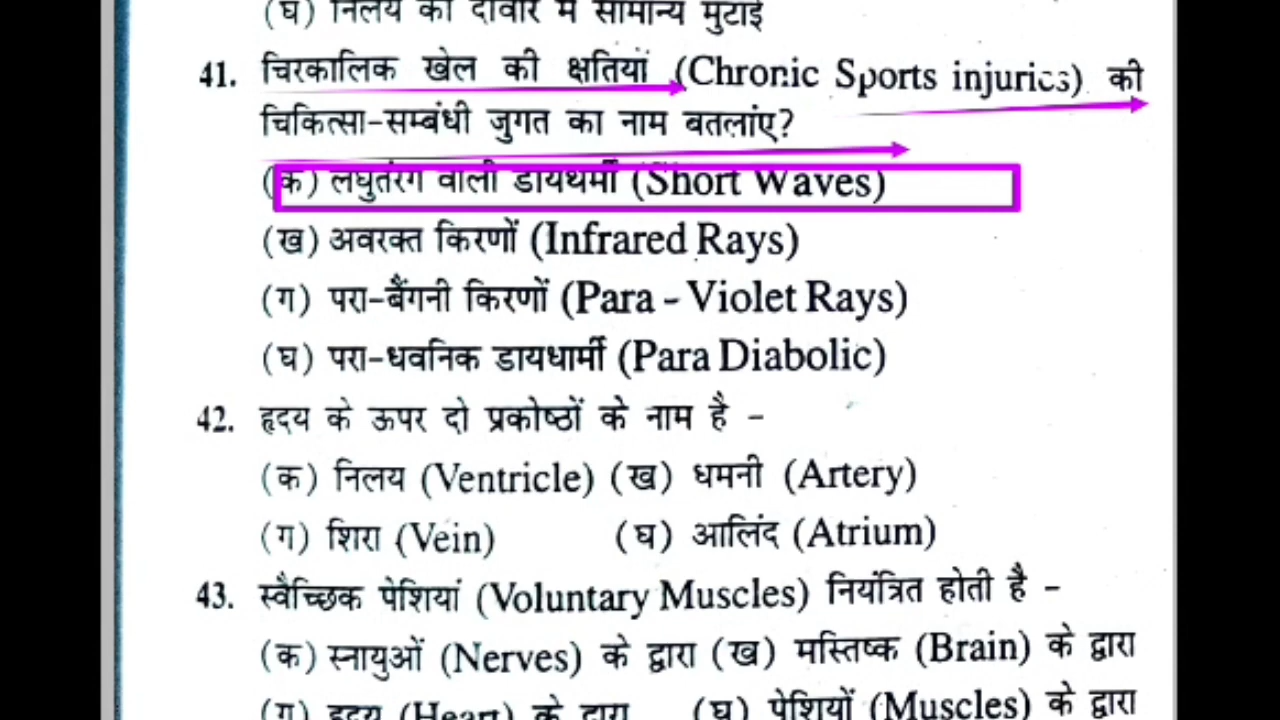 (घ) निलय की दीवार में सामान्य मुटाई
41. चिरकालिक खेल की क्षतियां (Chronic Sports injuries) की
चिकित्सा-सम्बंधी जुगत का नाम बतलांए?
(क) लघुतरंग वाली डायथर्मी (Short Waves)
(ख) अवरक्त किरणों (Infrared Rays)
(ग) परा-बैंगनी किरणों (Para - Violet Rays)
(घ) परा-धवनिक डायधार्मी (Para Diabolic)
42. हृदय के ऊपर दो प्रकोष्ठों के नाम है -
(क) निलय (Ventricle) (ख) धमनी (Artery)
(ग) शिरा (Vein) (घ) आलिंद (Atrium)
43. स्वैच्छिक पेशियां (Voluntary Muscles) नियंत्रित होती है -
(क) स्नायुओं (Nerves) के द्वारा (ख) मस्तिष्क (Brain) के द्वारा
(ग) हृदय (Heart) के द्वारा (घ) पेशियों (Muscles) के द्वारा